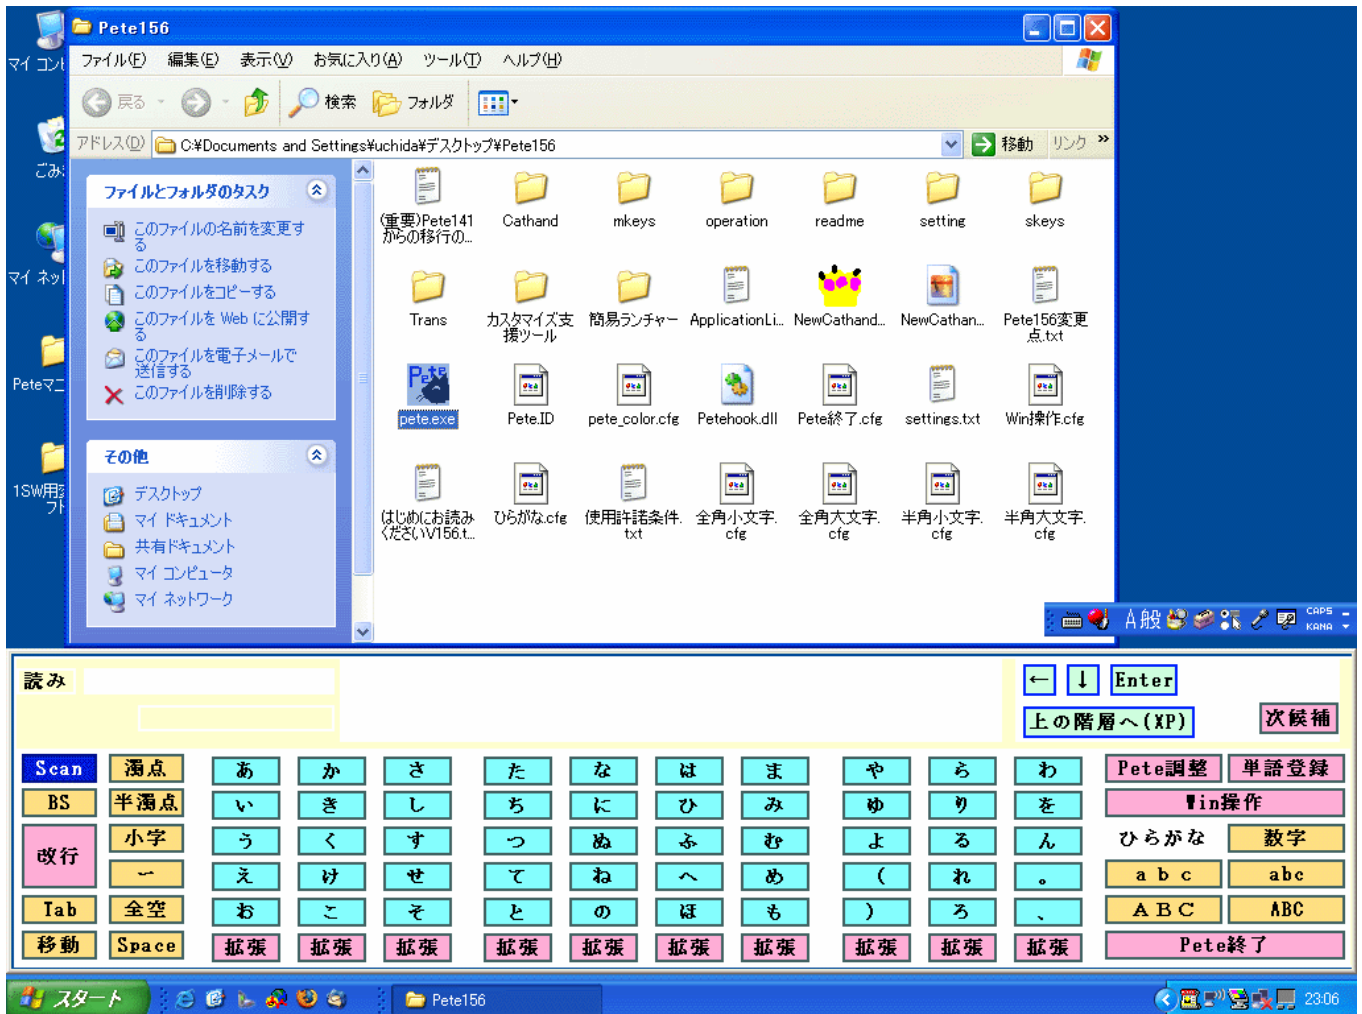 Pete156
ファイル(F) 編集(E) 表示(V) お気に入り(A) ツール(T) ヘルプ(H)
戻る 検索 フォルダ
アドレス(D) C:¥Documents and Settings¥uchida¥デスクトップ¥Pete156 移動 リンク »
マイ コン
ごみ
マイ ネッ
Peteマニ
1SW用
フト
ファイルとフォルダのタスク
このファイルの名前を変更す
る
このファイルを移動する
このファイルをコピーする
このファイルを Web に公開す
る
このファイルを電子メールで
送信する
このファイルを削除する
その他
デスクトップ
マイ ドキュメント
共有ドキュメント
マイ コンピュータ
マイ ネットワーク
(重要)Pete141
からの移行の...
Cathand
mkeys
operation
readme
setting
skeys
Trans
カスタマイズ支
援ツール
簡易ランチャー
ApplicationLi...
NewCathand...
NewCathan...
Pete156変更
点.txt
pete.exe
Pete.ID
pete_color.cfg
Petehook.dll
Pete終了.cfg
settings.txt
Win操作.cfg
はじめにお読み
くださいV156.t...
ひらがな.cfg
使用許諾条件.
txt
全角小文字.
cfg
全角大文字.
cfg
半角小文字.
cfg
半角大文字.
cfg
A 般 CAPS
KANA
読み
← ↓ Enter
上の階層へ(XP) 次候補
Scan 濁点 あ か さ た な は ま や ら わ Pete調整 単語登録
BS 半濁点 い き し ち に ひ み ゆ り を Win操作
改行 小字 う く す つ ぬ ふ む よ る ん ひらがな 数字
ー え け せ て ね へ め ( れ 。 ａｂｃ abc
Tab 全空 お こ そ と の ほ も ) ろ 、 ＡＢＣ ABC
移動 Space 拡張 拡張 拡張 拡張 拡張 拡張 拡張 拡張 拡張 拡張 Pete終了
スタート Pete156 23:06